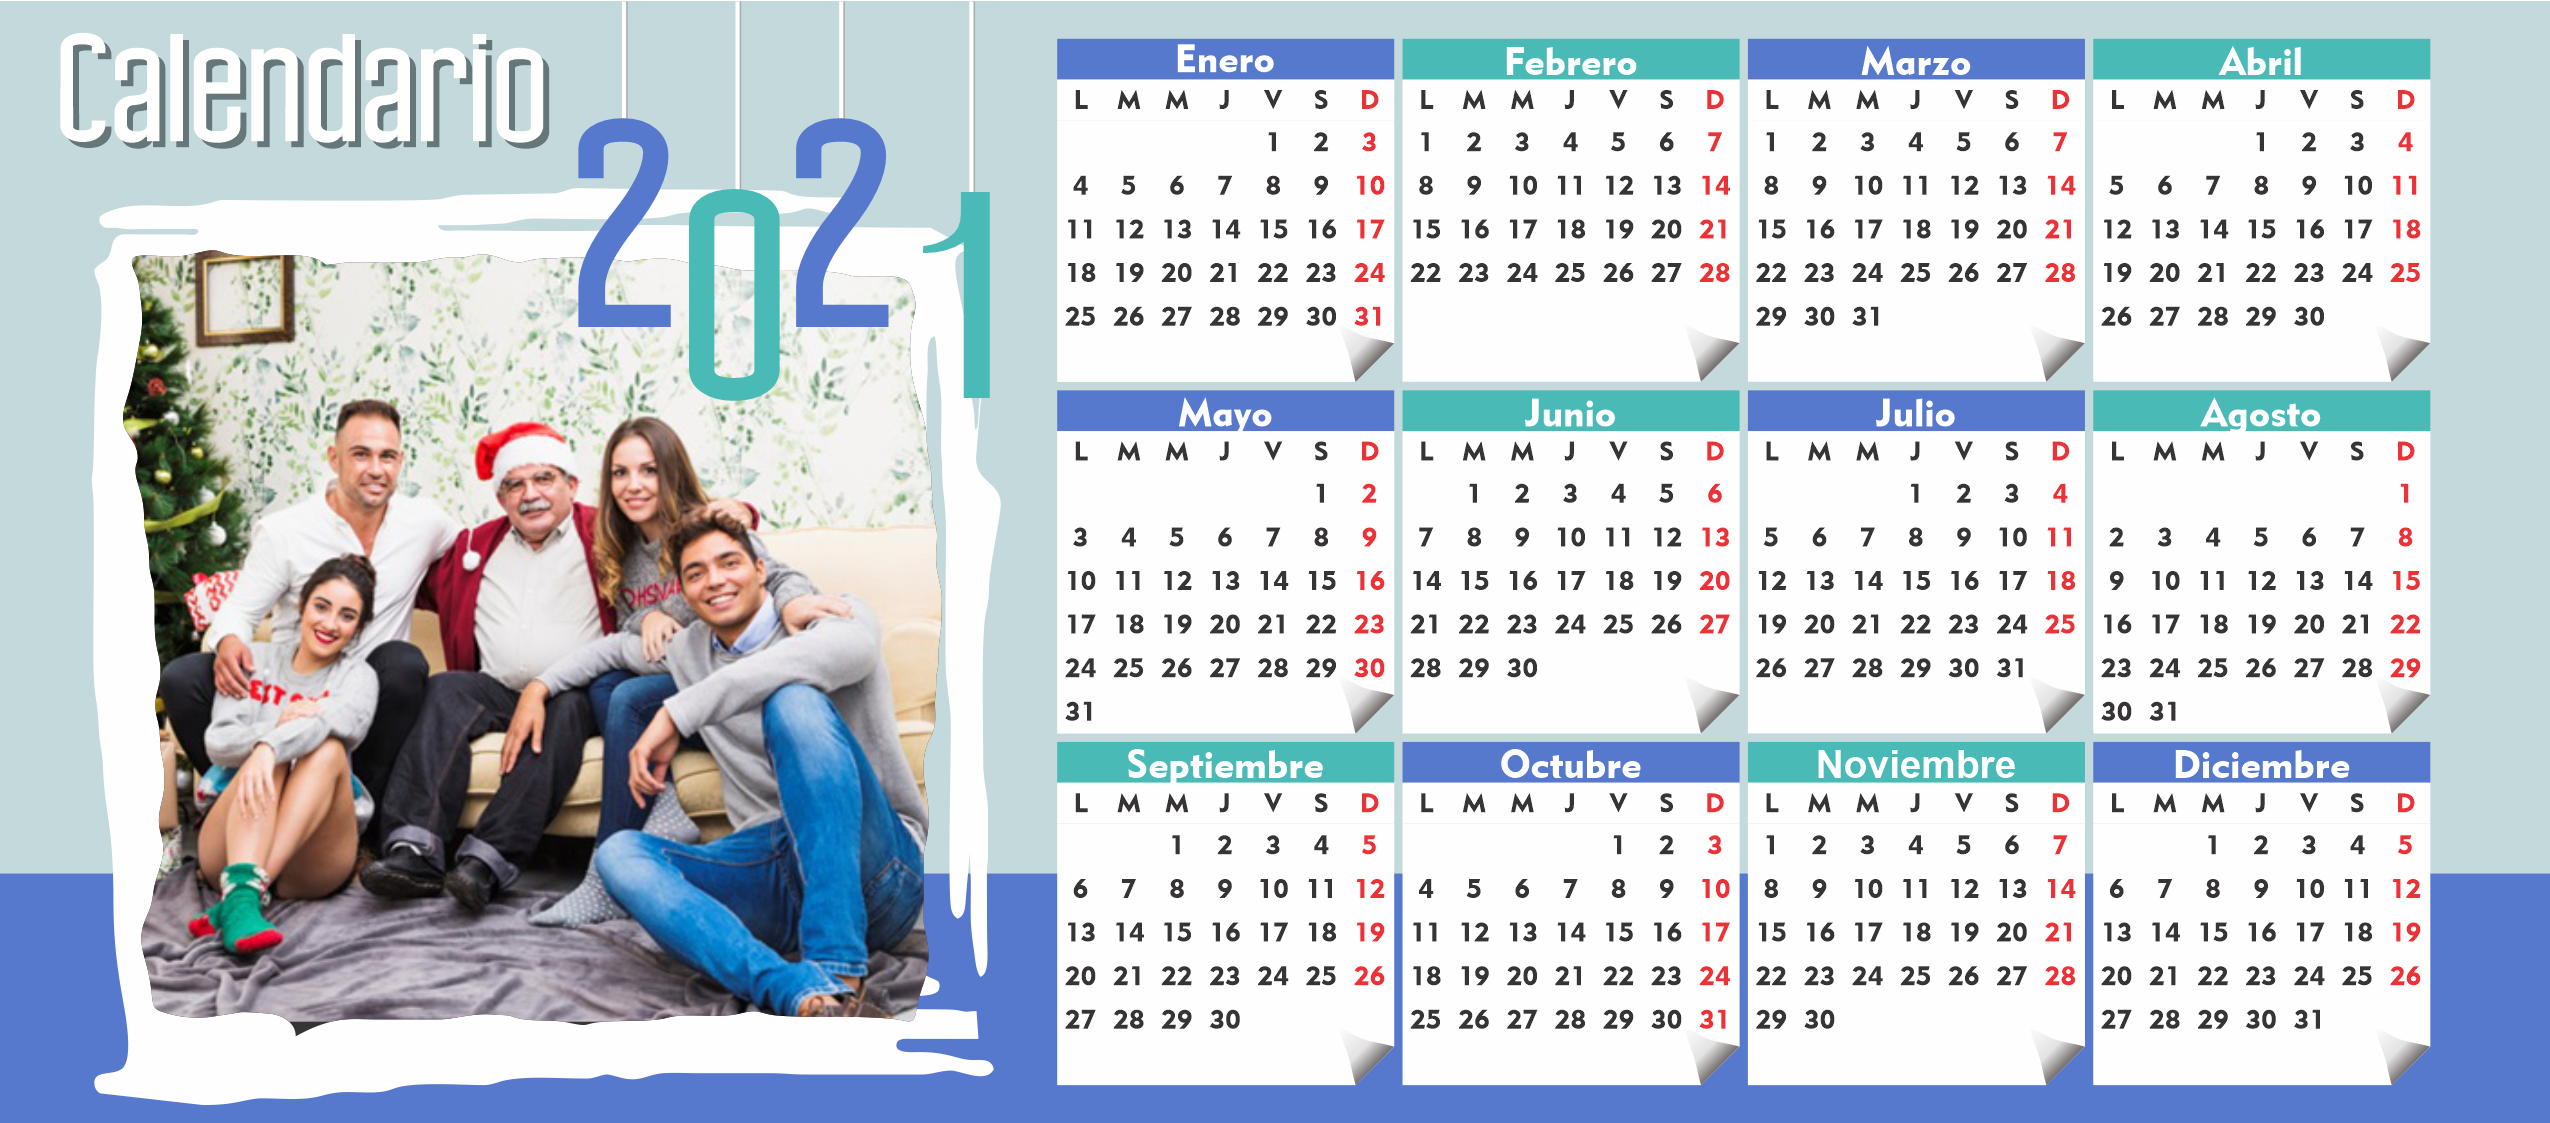 Calendario
2021
Enero
L M M J V S D
1 2 3
4 5 6 7 8 9 10
11 12 13 14 15 16 17
18 19 20 21 22 23 24
25 26 27 28 29 30 31
Febrero
L M M J V S D
1 2 3 4 5 6 7
8 9 10 11 12 13 14
15 16 17 18 19 20 21
22 23 24 25 26 27 28
Marzo
L M M J V S D
1 2 3 4 5 6 7
8 9 10 11 12 13 14
15 16 17 18 19 20 21
22 23 24 25 26 27 28
29 30 31
Abril
L M M J V S D
1 2 3 4
5 6 7 8 9 10 11
12 13 14 15 16 17 18
19 20 21 22 23 24 25
26 27 28 29 30
Mayo
L M M J V S D
1 2
3 4 5 6 7 8 9
10 11 12 13 14 15 16
17 18 19 20 21 22 23
24 25 26 27 28 29 30
31
Junio
L M M J V S D
1 2 3 4 5 6
7 8 9 10 11 12 13
14 15 16 17 18 19 20
21 22 23 24 25 26 27
28 29 30
Julio
L M M J V S D
1 2 3 4
5 6 7 8 9 10 11
12 13 14 15 16 17 18
19 20 21 22 23 24 25
26 27 28 29 30 31
Agosto
L M M J V S D
1
2 3 4 5 6 7 8
9 10 11 12 13 14 15
16 17 18 19 20 21 22
23 24 25 26 27 28 29
30 31
Septiembre
L M M J V S D
1 2 3 4 5
6 7 8 9 10 11 12
13 14 15 16 17 18 19
20 21 22 23 24 25 26
27 28 29 30
Octubre
L M M J V S D
1 2 3
4 5 6 7 8 9 10
11 12 13 14 15 16 17
18 19 20 21 22 23 24
25 26 27 28 29 30 31
Noviembre
L M M J V S D
1 2 3 4 5 6 7
8 9 10 11 12 13 14
15 16 17 18 19 20 21
22 23 24 25 26 27 28
29 30
Diciembre
L M M J V S D
1 2 3 4 5
6 7 8 9 10 11 12
13 14 15 16 17 18 19
20 21 22 23 24 25 26
27 28 29 30 31